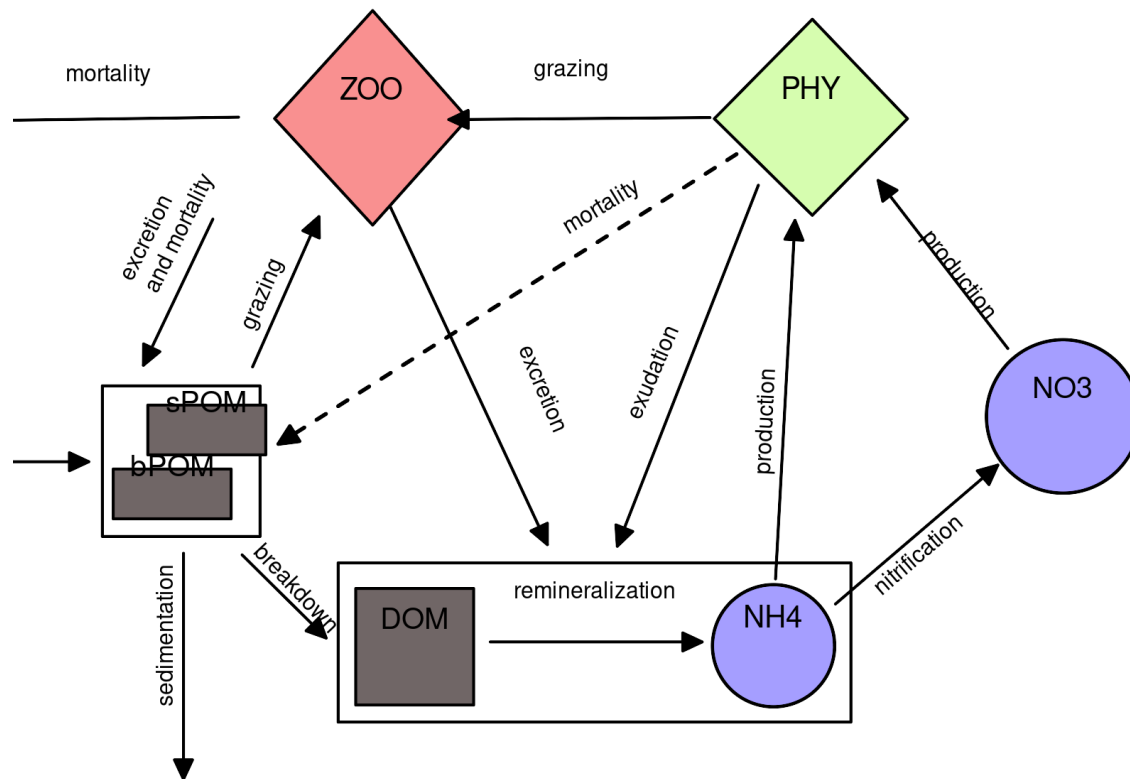 mortality
ZOO
grazing
PHY
excretion
and mortality
mortality
grazing
production
excretion
exudation
production
NO3
sPOM
bPOM
nitrification
breakdown
sedimentation
remineralization
DOM
NH4